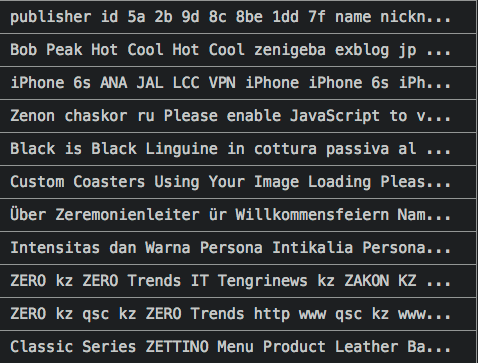 publisher id 5a 2b 9d 8c 8be 1dd 7f name nickn...
Bob Peak Hot Cool Hot Cool zenigeba exblog jp ...
iPhone 6s ANA JAL LCC VPN iPhone iPhone 6s iPh...
Zenon chaskor ru Please enable JavaScript to v...
Black is Black Linguine in cottura passiva al ...
Custom Coasters Using Your Image Loading Pleas...
Über Zeremonienleiter ür Willkommensfeiern Nam...
Intensitas dan Warna Persona Intikalia Persona...
ZERO kz ZERO Trends IT Tengrinews kz ZAKON KZ ...
ZERO kz qsc kz ZERO Trends http www qsc kz www...
Classic Series ZETTINO Menu Product Leather Ba...